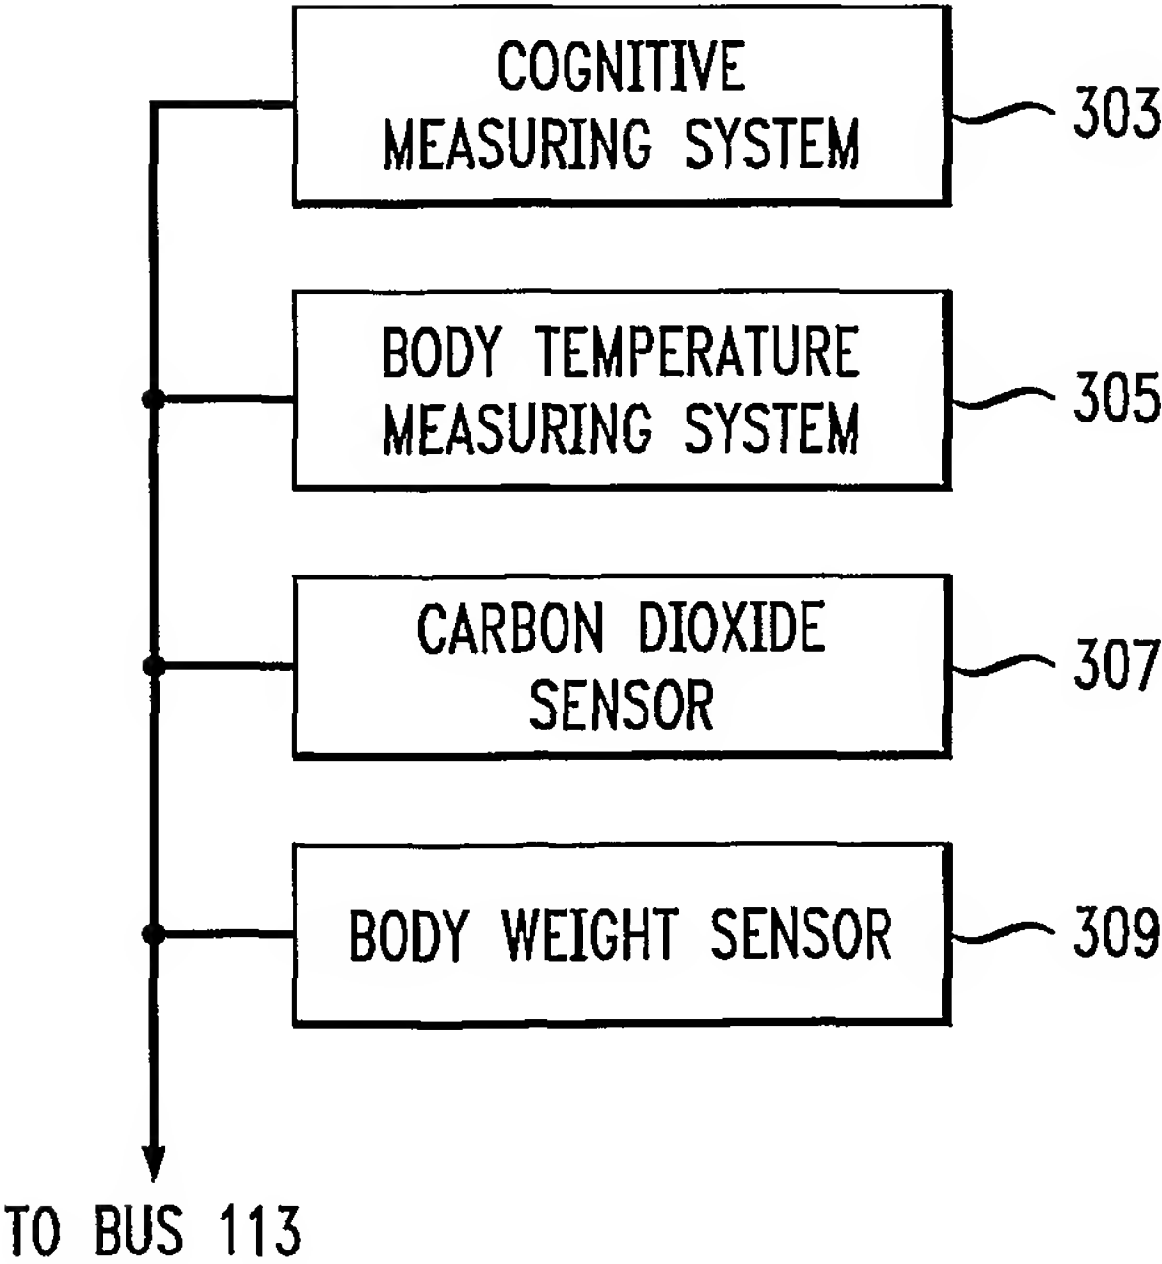 COGNITIVE
MEASURING SYSTEM
303
BODY TEMPERATURE
MEASURING SYSTEM
305
CARBON DIOXIDE
SENSOR
307
BODY WEIGHT SENSOR
309
TO BUS 113